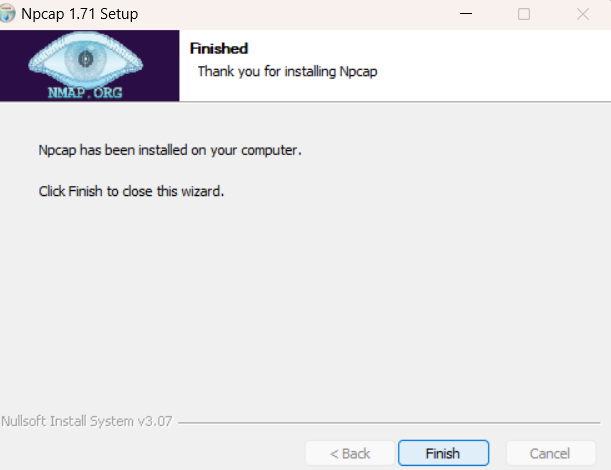 Npcap 1.71 Setup
Finished
Thank you for installing Npcap
NMAP.ORG
Npcap has been installed on your computer.
Click Finish to close this wizard.
Nullsoft Install System v3.07
< Back
Finish
Cancel